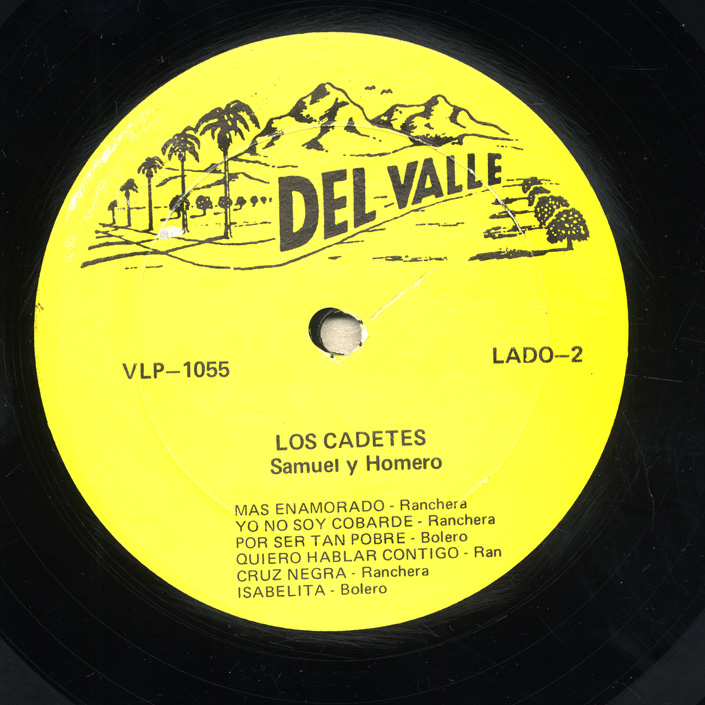 DEL VALLE
VLP-1055
LADO-2
LOS CADETES
Samuel y Homero
MAS ENAMORADO - Ranchera
YO NO SOY COBARDE - Ranchera
POR SER TAN POBRE - Bolero
QUIERO HABLAR CONTIGO - Ran
CRUZ NEGRA - Ranchera
ISABELITA - Bolero